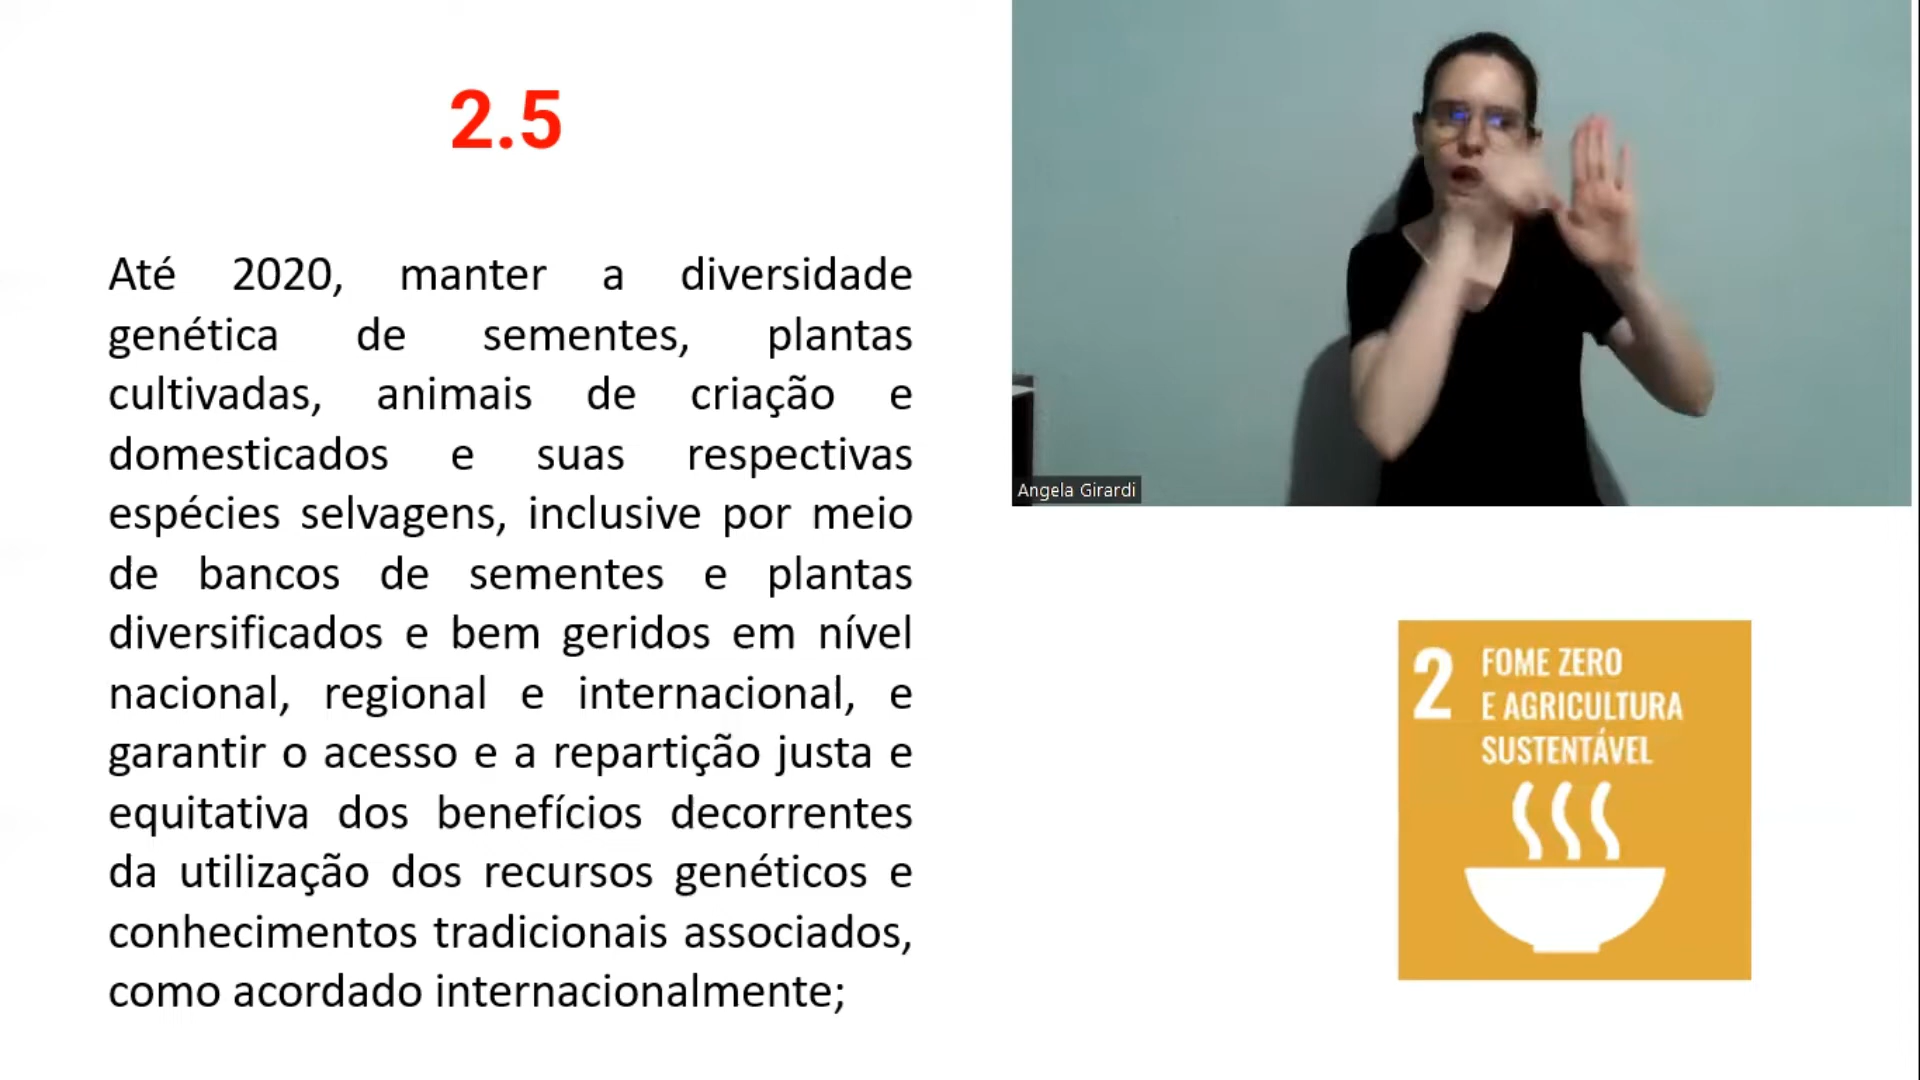 2.5
Até 2020, manter a diversidade
genética de sementes, plantas
cultivadas, animais de criação e
domesticados e suas respectivas
espécies selvagens, inclusive por meio
de bancos de sementes e plantas
diversificados e bem geridos em nível
nacional, regional e internacional, e
garantir o acesso e a repartição justa e
equitativa dos benefícios decorrentes
da utilização dos recursos genéticos e
conhecimentos tradicionais associados,
como acordado internacionalmente;
Angela Girardi
2 FOME ZERO
E AGRICULTURA
SUSTENTÁVEL